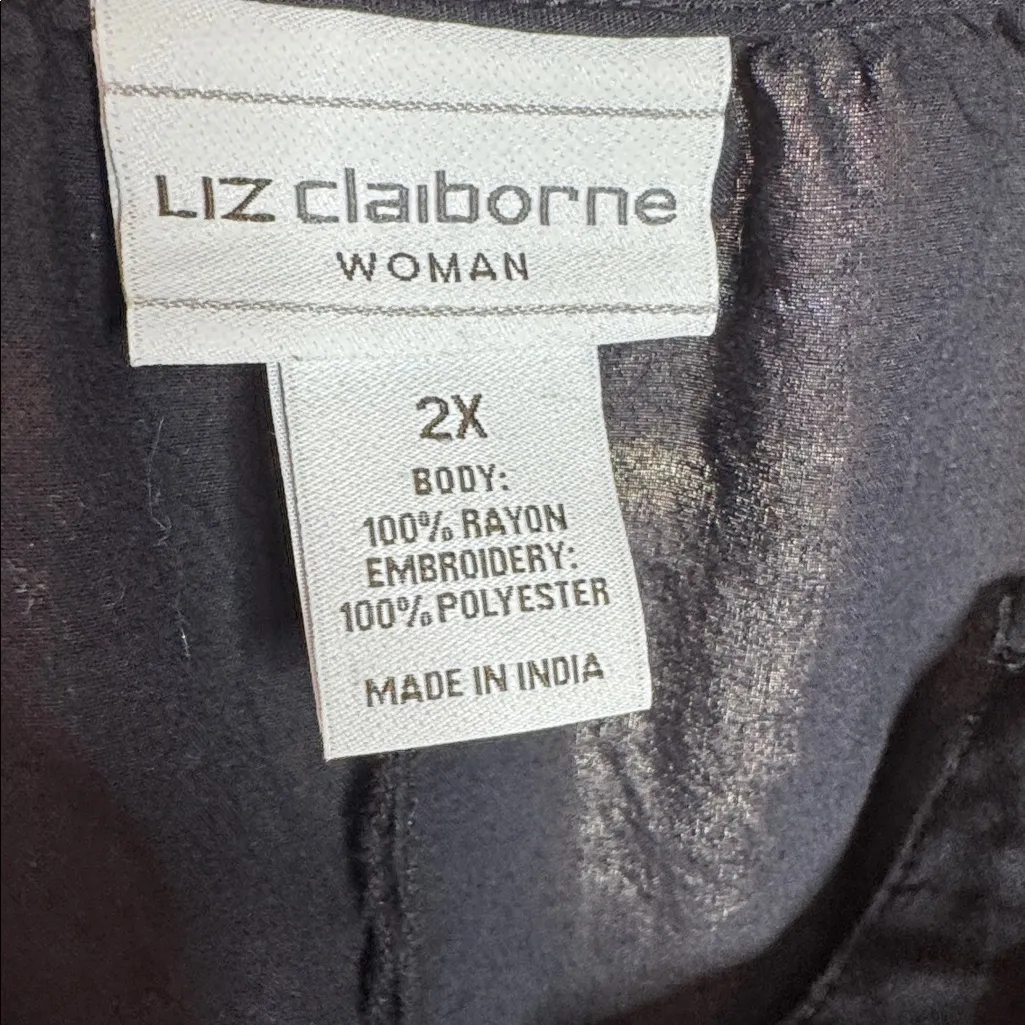 LIZ claiborne
WOMAN
2X
BODY:
100% RAYON
EMBROIDERY:
100% POLYESTER
MADE IN INDIA